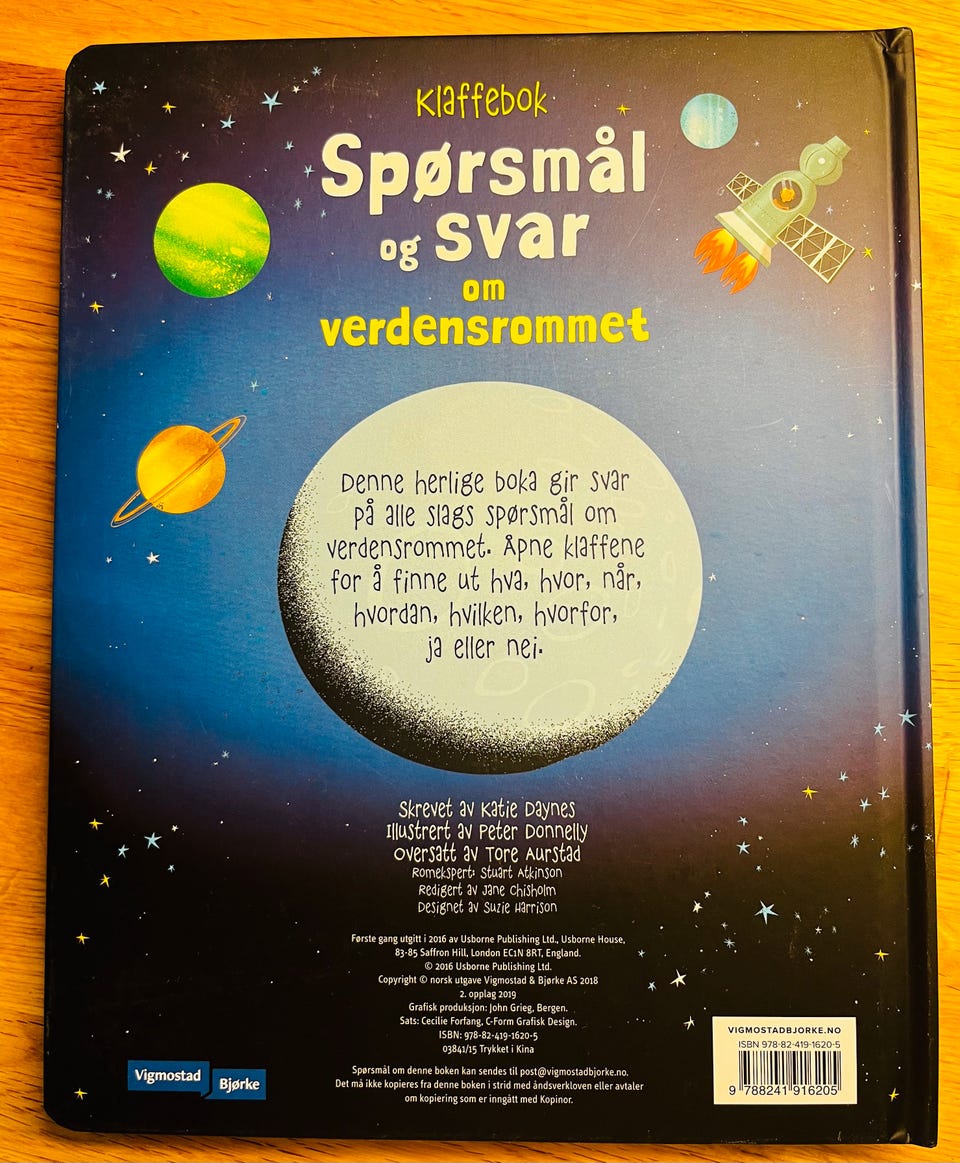 Klaffebok
Spørsmål
og svar
om
verdensrommet
Denne herlige boka gir svar
på alle slags spørsmål om
verdensrommet. Åpne klaffene
for å finne ut hva, hvor, når,
hvordan, hvilken, hvorfor,
ja eller nei.
Skrevet av Katie Daynes
Illustrert av Peter Donnelly
Oversatt av Tore Aurstad
Romekspert: Stuart Atkinson
Redigert av Jane Chisholm
Designet av Suzie Harrison
Første gang utgitt i 2016 av Usborne Publishing Ltd., Usborne House,
83-85 Saffron Hill, London EC1N 8RT, England.
© 2016 Usborne Publishing Ltd.
Copyright © norsk utgave Vigmostad & Bjørke AS 2018
2. opplag 2019
Grafisk produksjon: John Grieg, Bergen.
Sats: Cecilie Forfang, C-Form Grafisk Design.
ISBN: 978-82-419-1620-5
03841/15 Trykket i Kina
Spørsmål om denne boken kan sendes til post@vigmostadbjorke.no.
Det må ikke kopieres fra denne boken i strid med åndsverkloven eller avtaler
om kopiering som er inngått med Kopinor.
Vigmostad Bjørke
VIGMOSTADBJORKE.NO
ISBN 978-82-419-1620-5
9 788241 916205